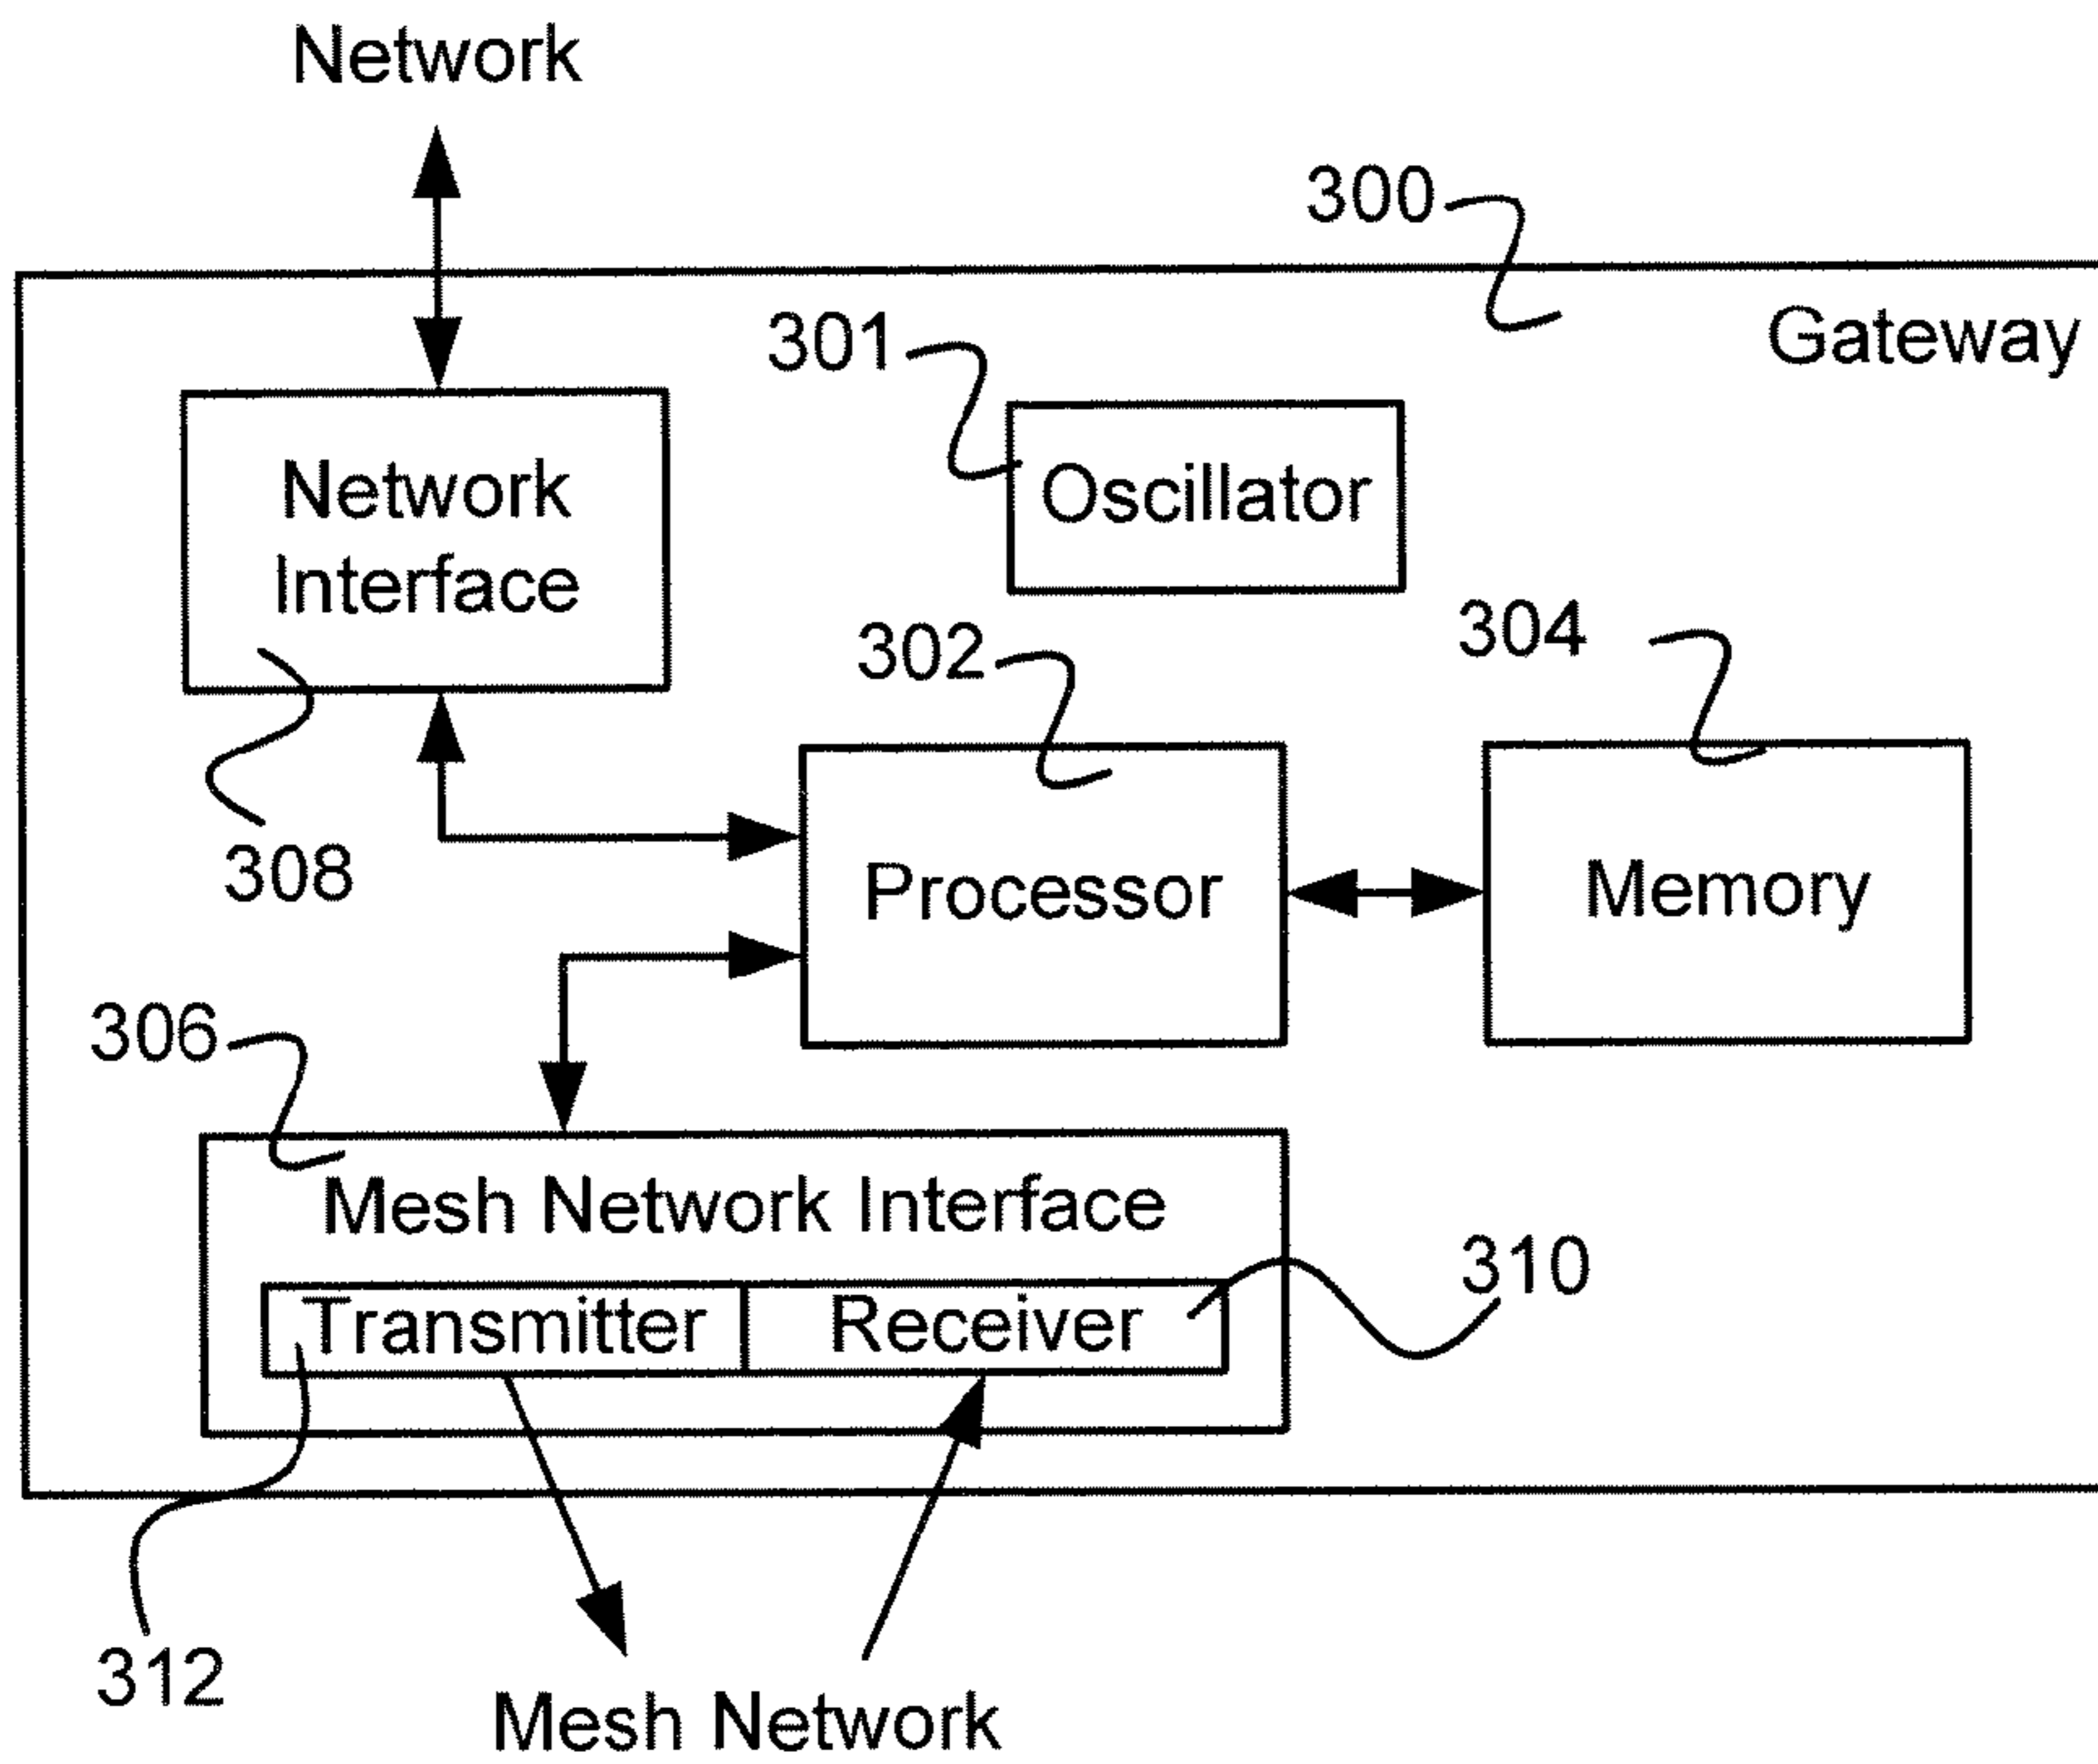 Network
300
Gateway
301
Network
Interface
Oscillator
302
304
308
Processor
Memory
306
Mesh Network Interface
310
Transmitter
Receiver
312
Mesh Network